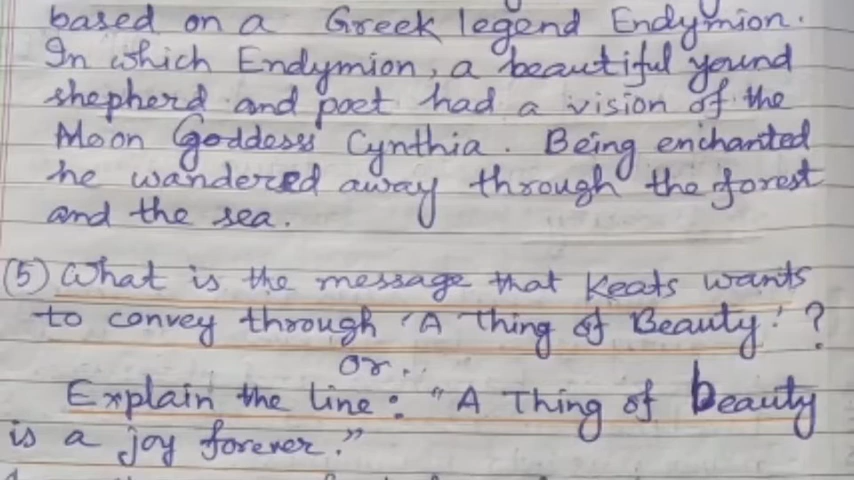 based on a Greek legend Endymion.
In which Endymion, a beautiful yound
shepherd and poet had a vision of the
Moon Goddess Cynthia. Being enchanted
he wandered away through the forest
and the sea.
(5) What is the message that Keats wants
to convey through 'A Thing of Beauty.' ?
Or..
Explain the line : "A Thing of beauty
is a joy forever."